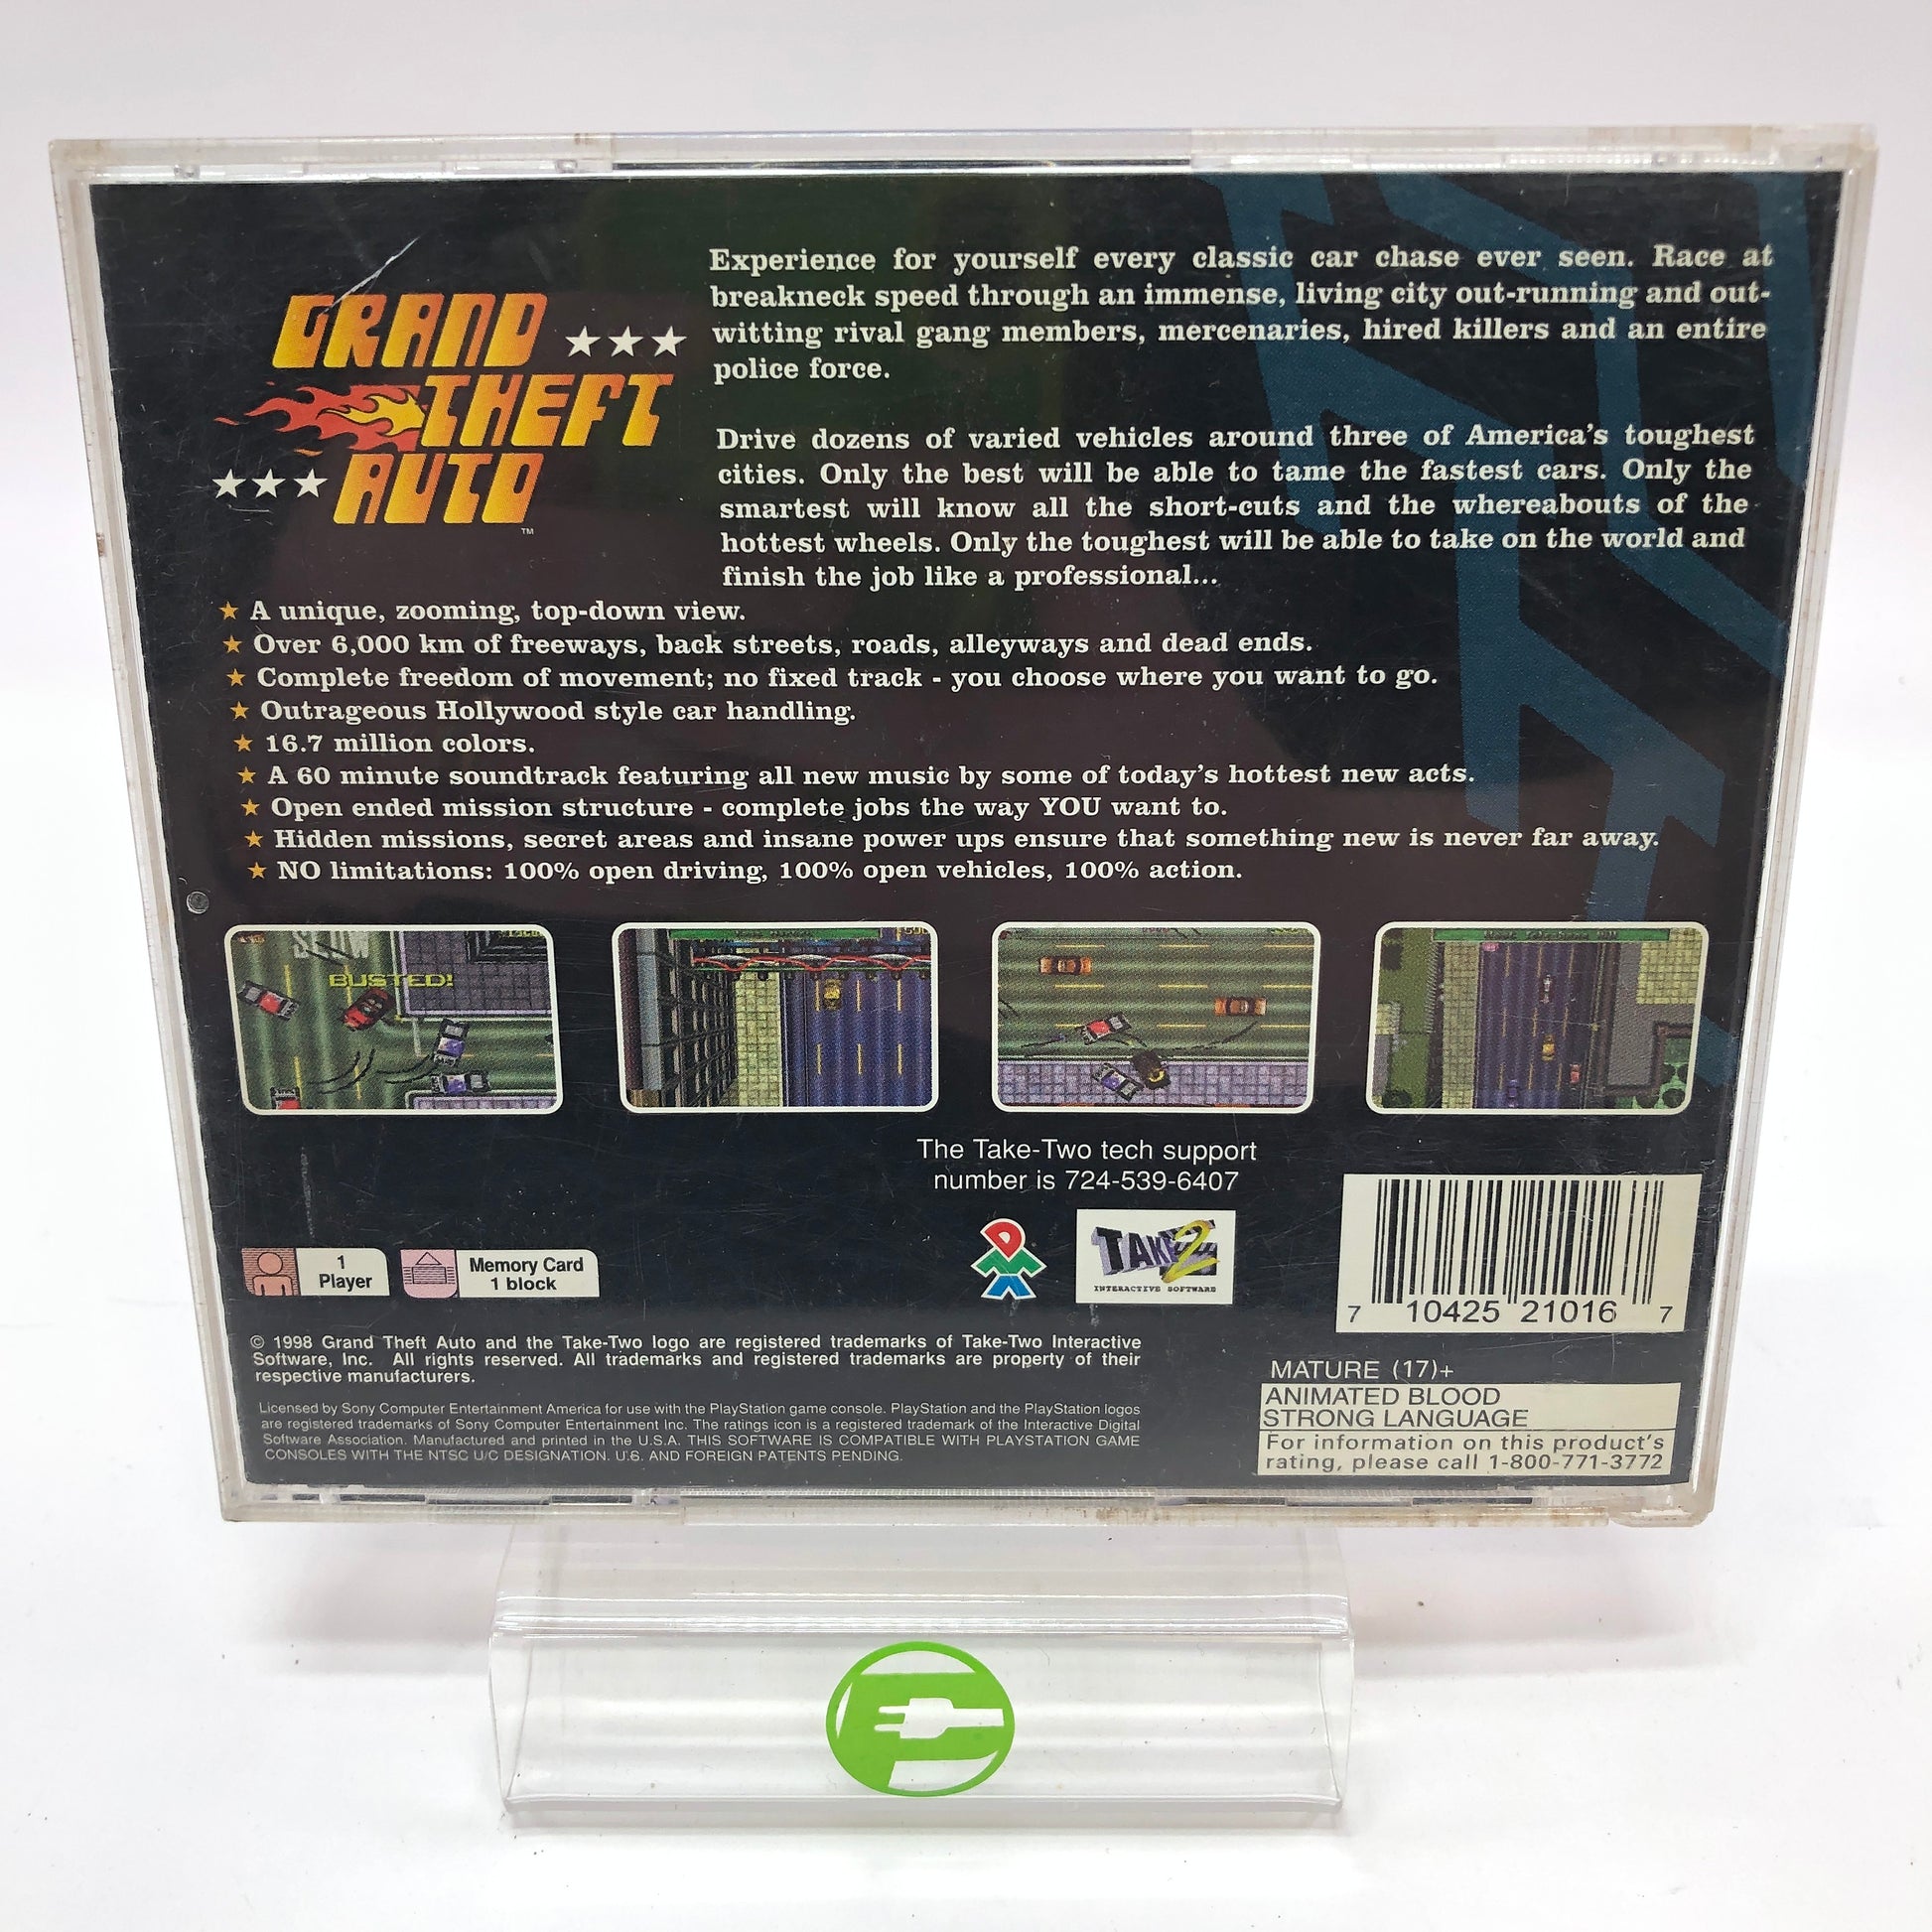 GRAND
THEFT
AUTO
TM
Experience for yourself every classic car chase ever seen. Race at
breakneck speed through an immense, living city out-running and out-
witting rival gang members, mercenaries, hired killers and an entire
police force.
Drive dozens of varied vehicles around three of America's toughest
cities. Only the best will be able to tame the fastest cars. Only the
smartest will know all the short-cuts and the whereabouts of the
hottest wheels. Only the toughest will be able to take on the world and
finish the job like a professional...
★ A unique, zooming, top-down view.
★ Over 6,000 km of freeways, back streets, roads, alleyways and dead ends.
★ Complete freedom of movement; no fixed track - you choose where you want to go.
★ Outrageous Hollywood style car handling.
★ 16.7 million colors.
★ A 60 minute soundtrack featuring all new music by some of today's hottest new acts.
★ Open ended mission structure - complete jobs the way YOU want to.
★ Hidden missions, secret areas and insane power ups ensure that something new is never far away.
★ NO limitations: 100% open driving, 100% open vehicles, 100% action.
SLOW
BUSTED!
The Take-Two tech support
number is 724-539-6407
1
Player
Memory Card
1 block
DMA
TAKE 2
INTERACTIVE SOFTWARE
7 10425 21016 7
© 1998 Grand Theft Auto and the Take-Two logo are registered trademarks of Take-Two Interactive
Software, Inc. All rights reserved. All trademarks and registered trademarks are property of their
respective manufacturers.
Licensed by Sony Computer Entertainment America for use with the PlayStation game console. PlayStation and the PlayStation logos
are registered trademarks of Sony Computer Entertainment Inc. The ratings icon is a registered trademark of the Interactive Digital
Software Association. Manufactured and printed in the U.S.A. THIS SOFTWARE IS COMPATIBLE WITH PLAYSTATION GAME
CONSOLES WITH THE NTSC U/C DESIGNATION. U.S. AND FOREIGN PATENTS PENDING.
MATURE (17)+
ANIMATED BLOOD
STRONG LANGUAGE
For information on this product's
rating, please call 1-800-771-3772